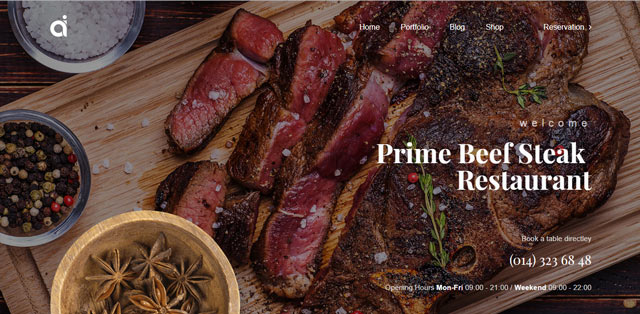 ai
Home Portfolio Blog Shop Reservation
welcome
Prime Beef Steak
Restaurant
Book a table directley
(014) 323 68 48
Opening Hours Mon-Fri 09:00 - 21:00 / Weekend 09:00 - 22:00